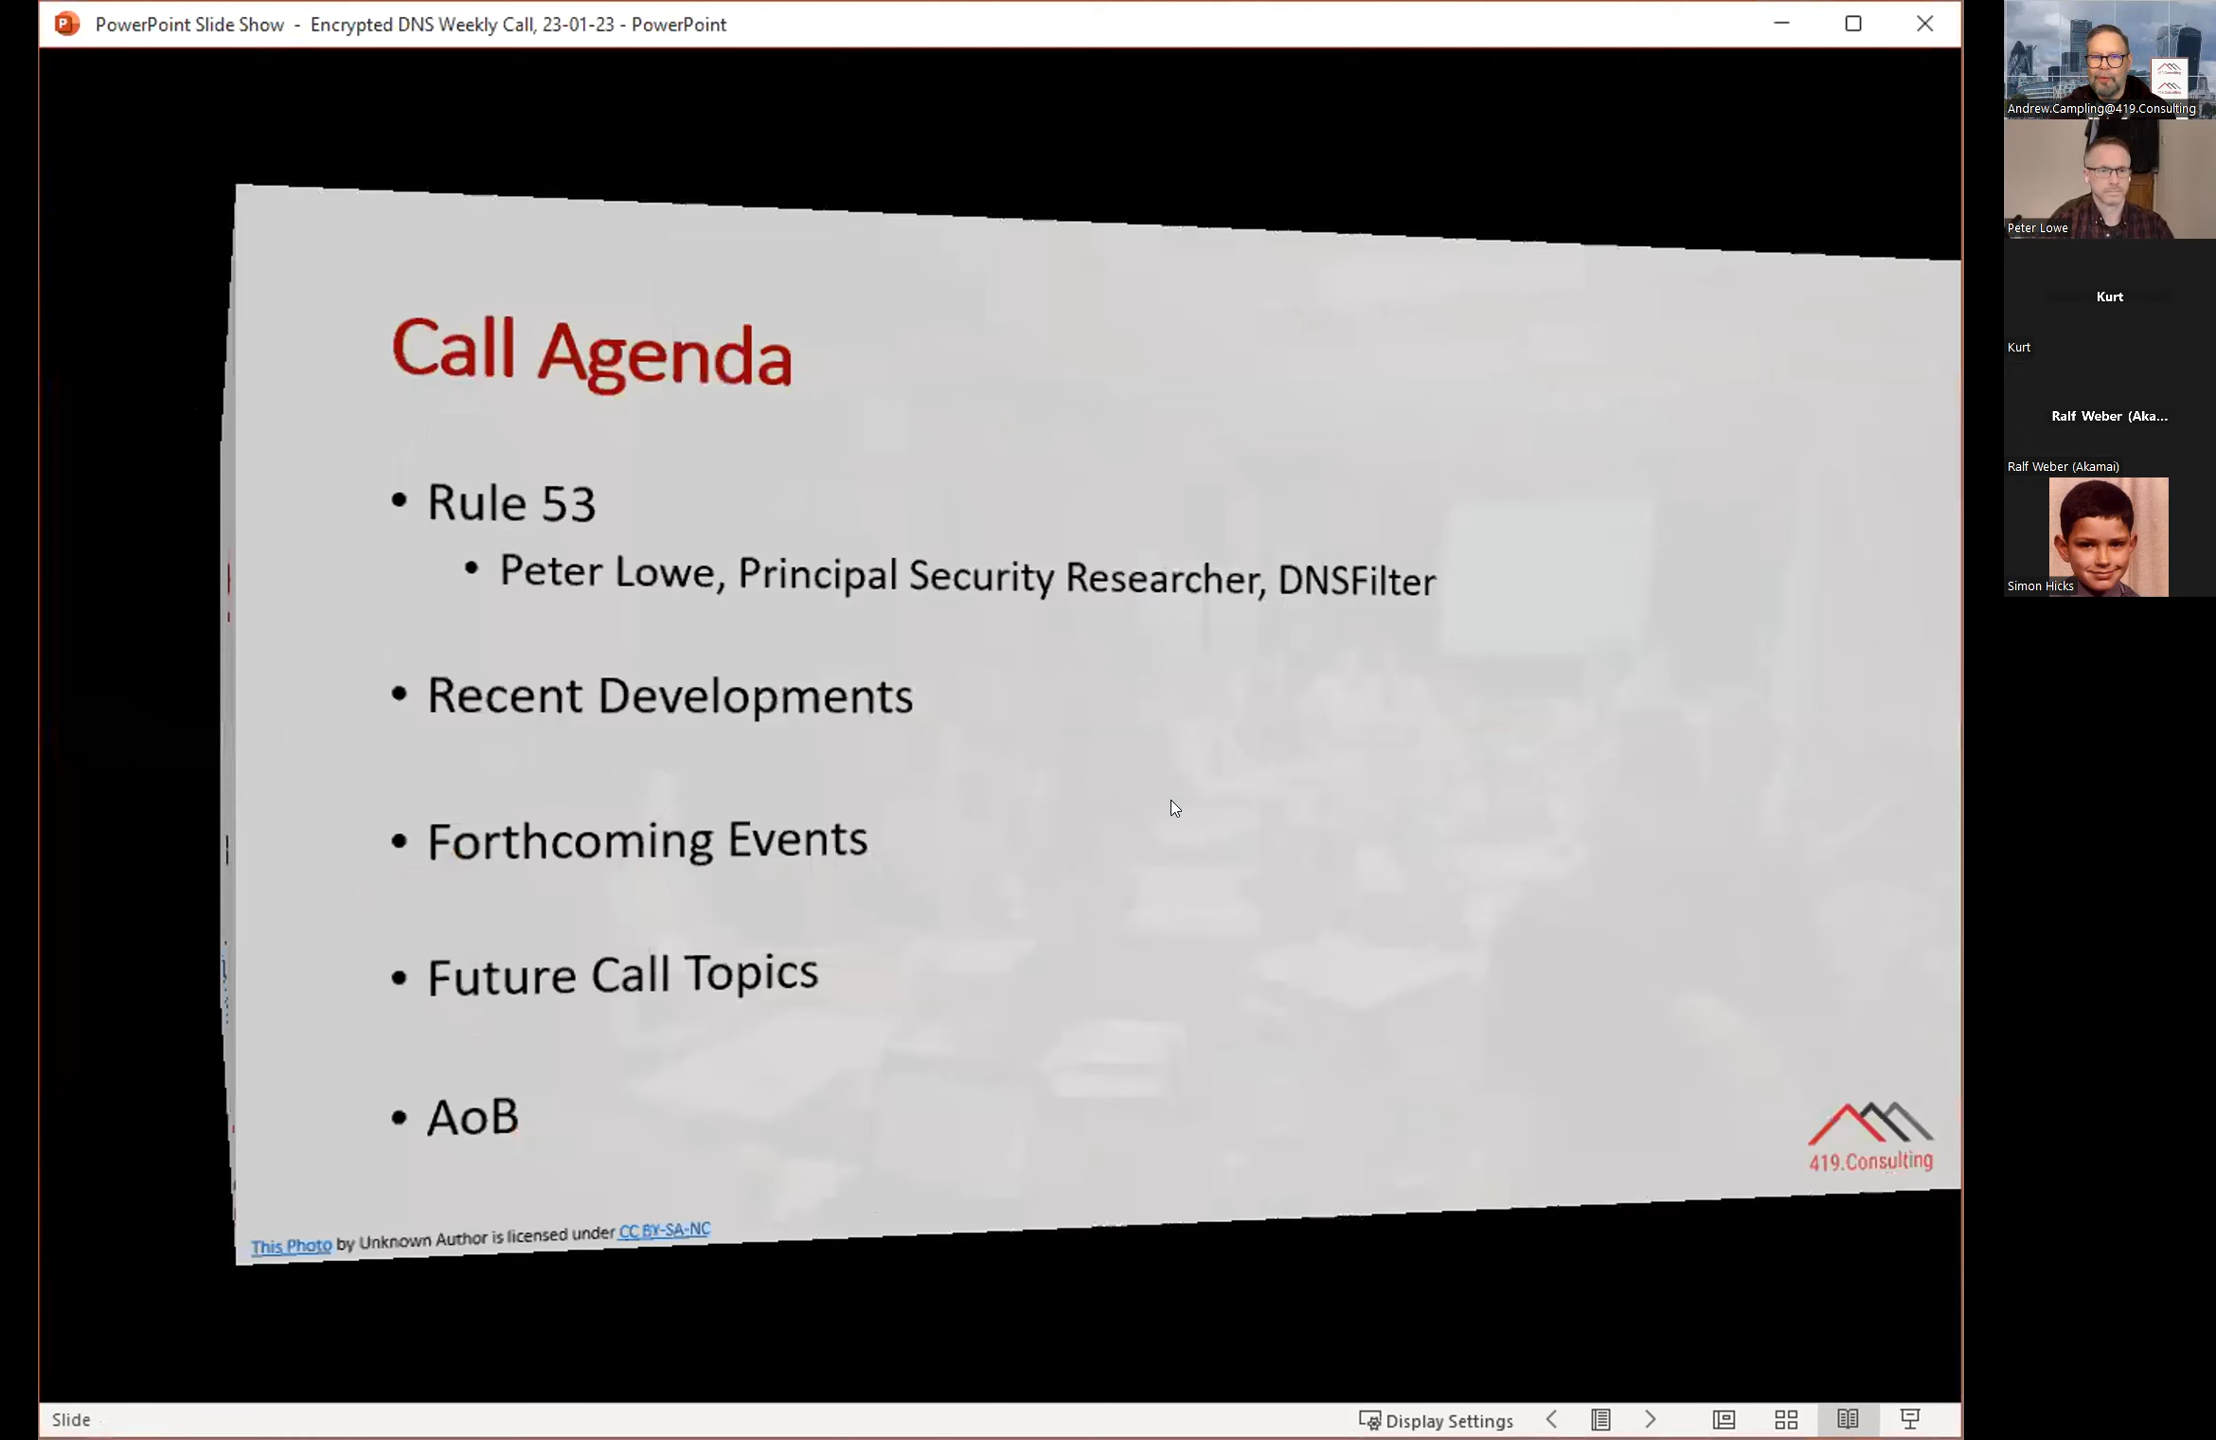 PowerPoint Slide Show - Encrypted DNS Weekly Call, 23-01-23 - PowerPoint
Call Agenda
• Rule 53
• Peter Lowe, Principal Security Researcher, DNSFilter
• Recent Developments
• Forthcoming Events
• Future Call Topics
• AoB
419.Consulting
This Photo by Unknown Author is licensed under CC BY-SA-NC
Slide
Display Settings
Andrew.Campling@419.Consulting
Peter Lowe
Kurt
Kurt
Ralf Weber (Aka...
Ralf Weber (Akamai)
Simon Hicks